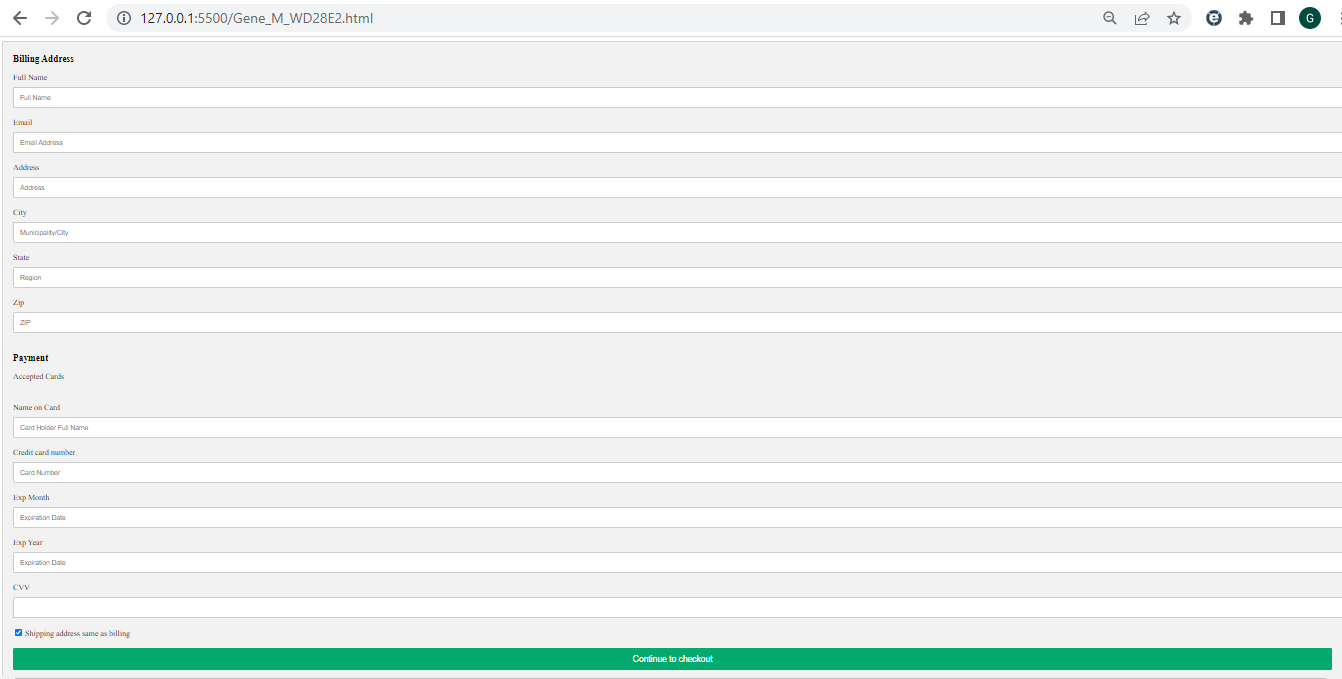 127.0.0.1:5500/Gene_M_WD28E2.html
G
Billing Address
Full Name
Full Name
Email
Email Address
Address
Address
City
Municipality/City
State
Region
Zip
ZIP
Payment
Accepted Cards
Name on Card
Card Holder Full Name
Credit card number
Card Number
Exp Month
Expiration Date
Exp Year
Expiration Date
CVV
Shipping address same as billing
Continue to checkout